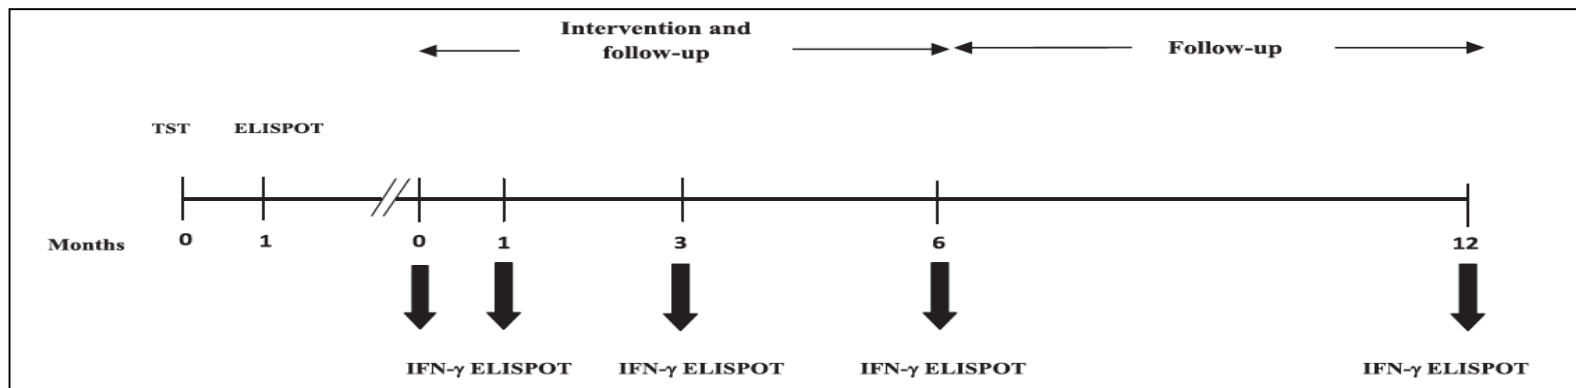 Intervention and
follow-up
Follow-up
TST ELISPOT
Months 0 1 0 1 3 6 12
IFN-γ ELISPOT IFN-γ ELISPOT IFN-γ ELISPOT IFN-γ ELISPOT